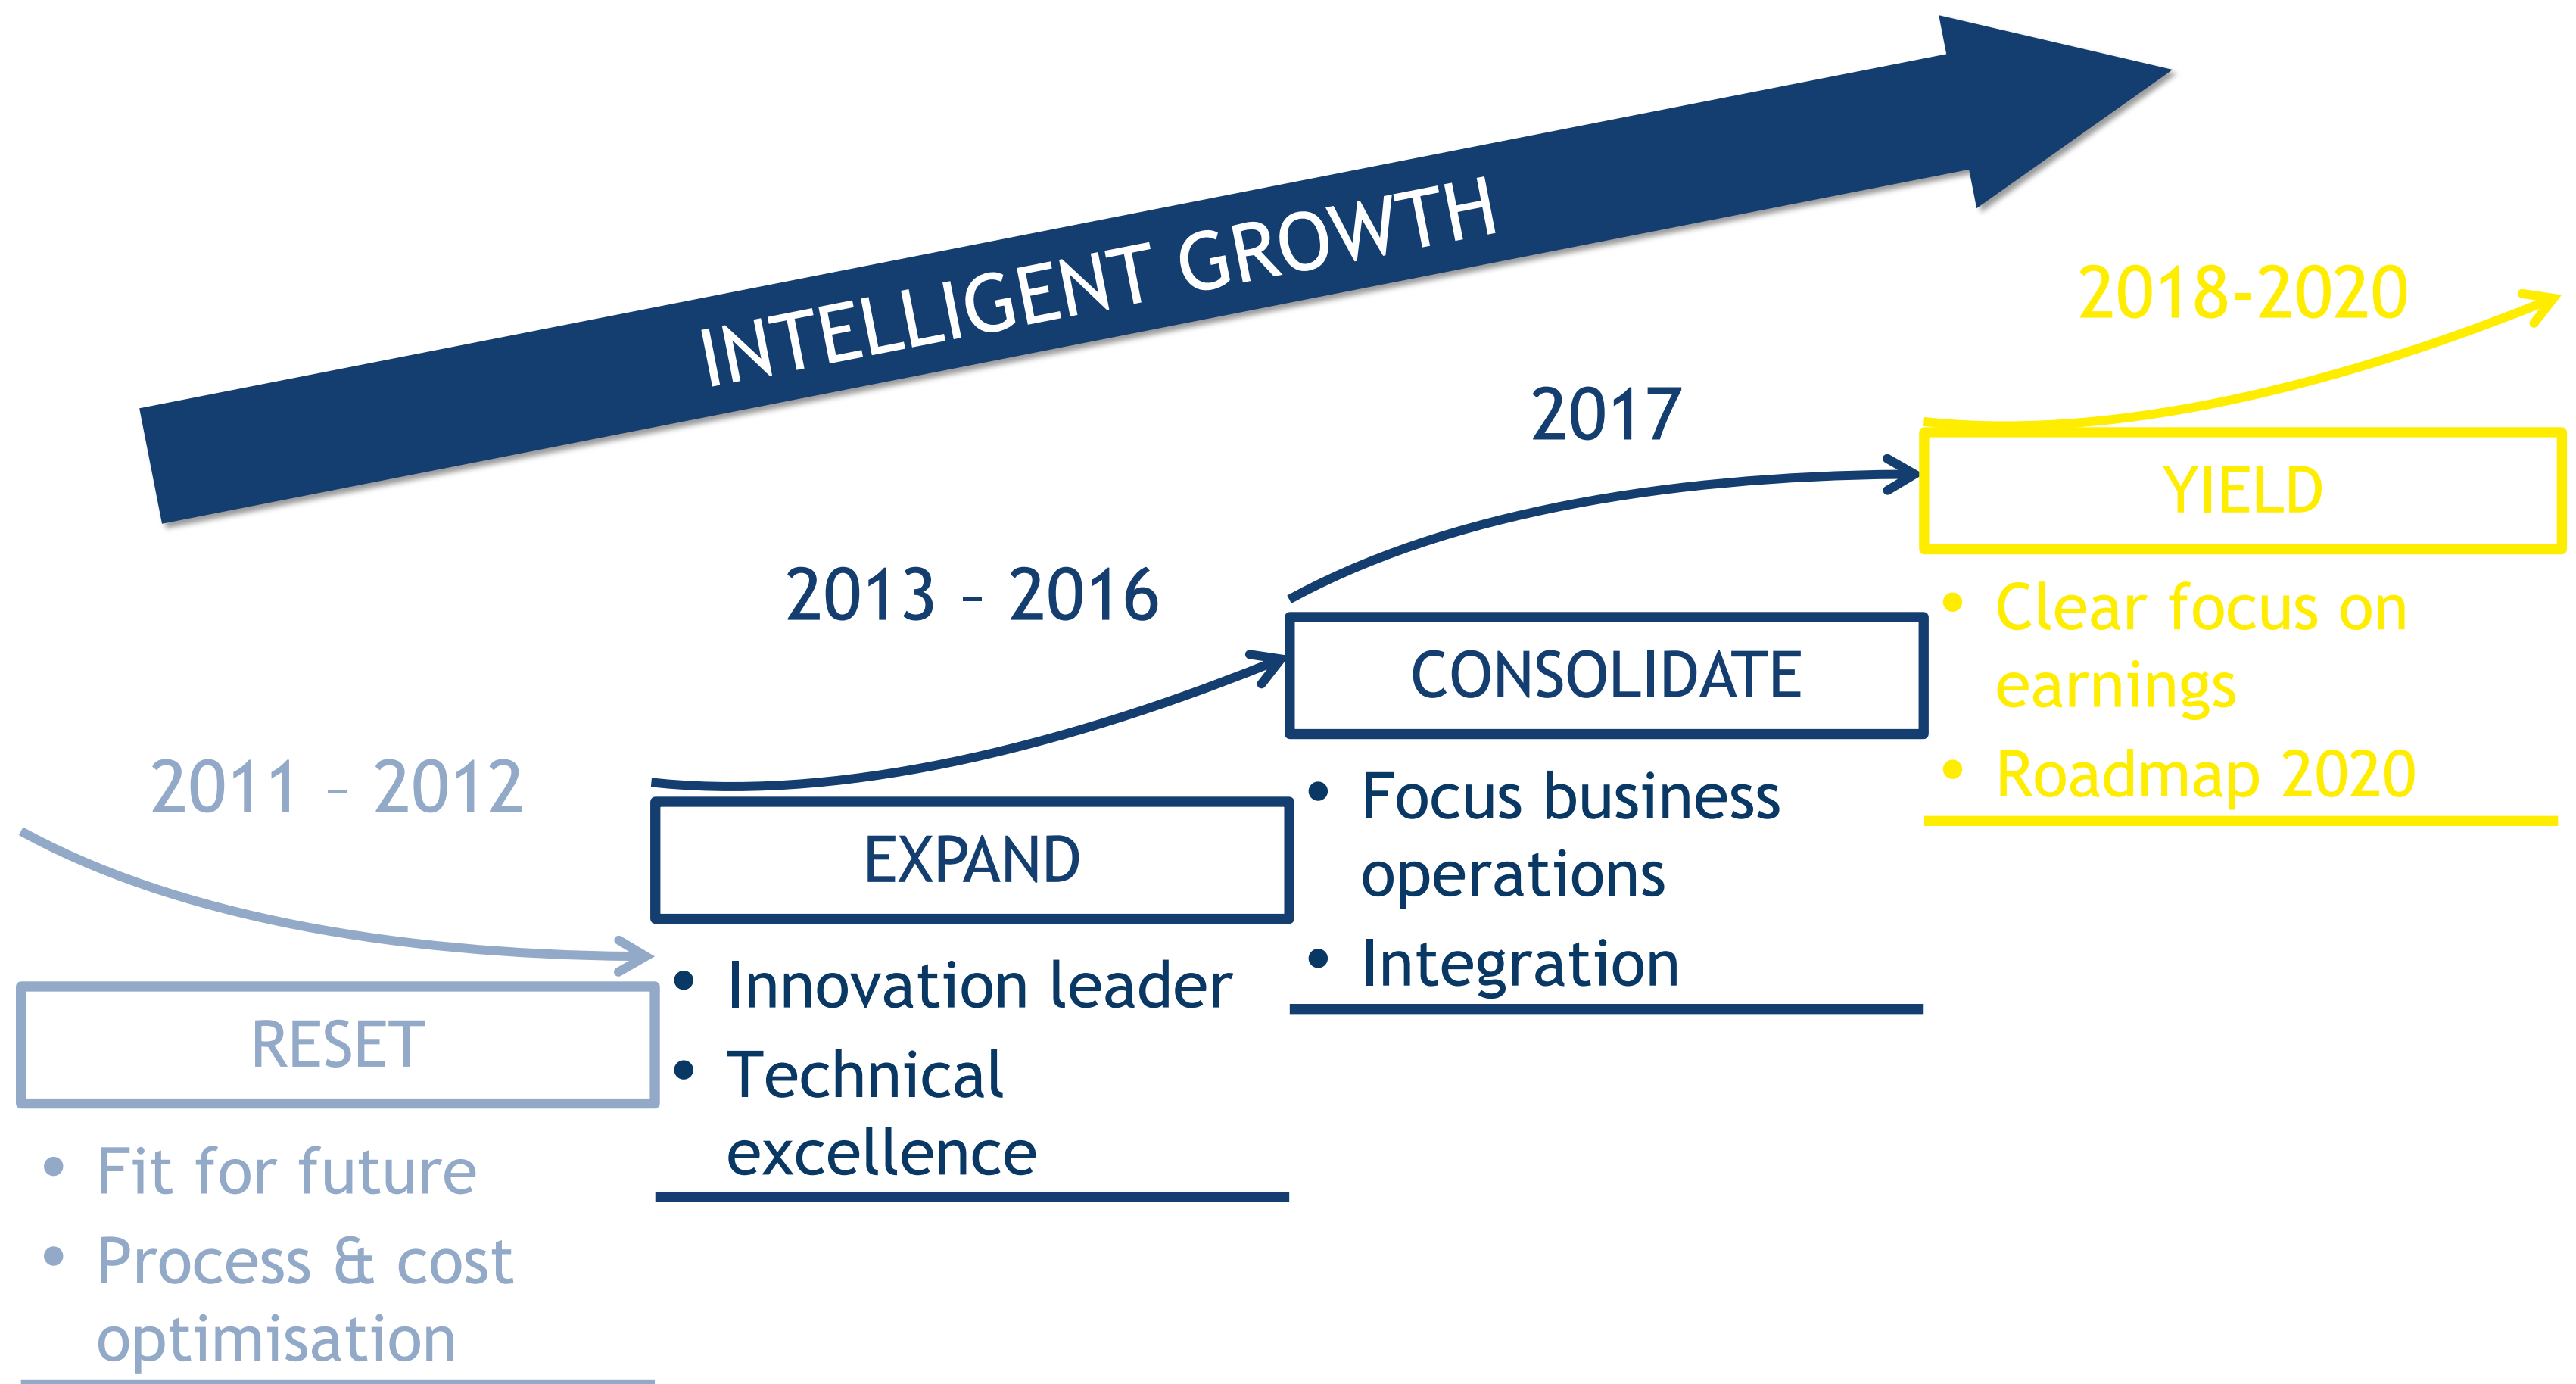 INTELLIGENT GROWTH
2011 – 2012
RESET
• Fit for future
• Process & cost
optimisation
2013 – 2016
EXPAND
• Innovation leader
• Technical
excellence
2017
CONSOLIDATE
• Focus business
operations
• Integration
2018-2020
YIELD
• Clear focus on
earnings
• Roadmap 2020